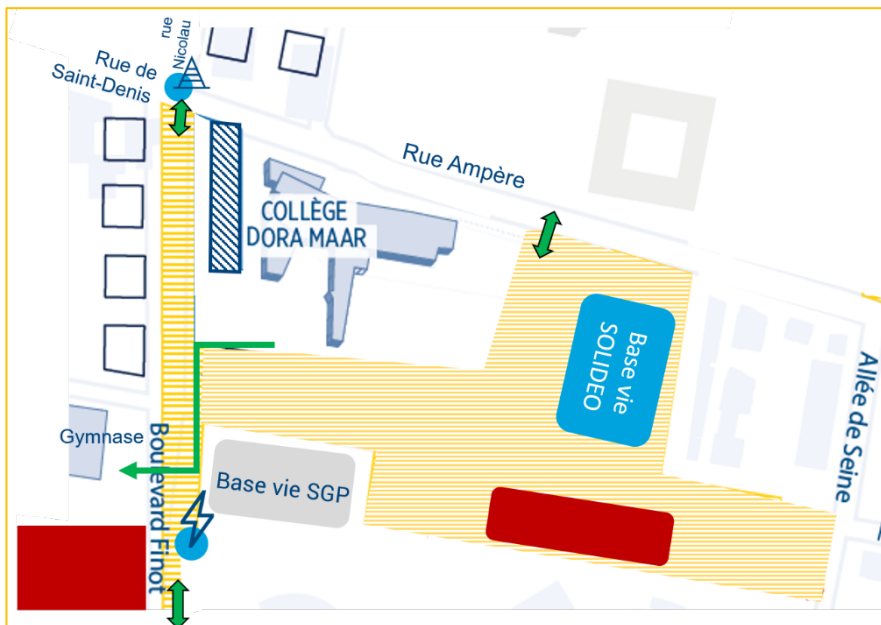 rue
Nicolau
Rue de
Saint-Denis
Rue Ampère
COLLÈGE
DORA MAAR
Base vie
SOLIDEO
Allée de Seine
Gymnase
Boulevard Finot
Base vie SGP